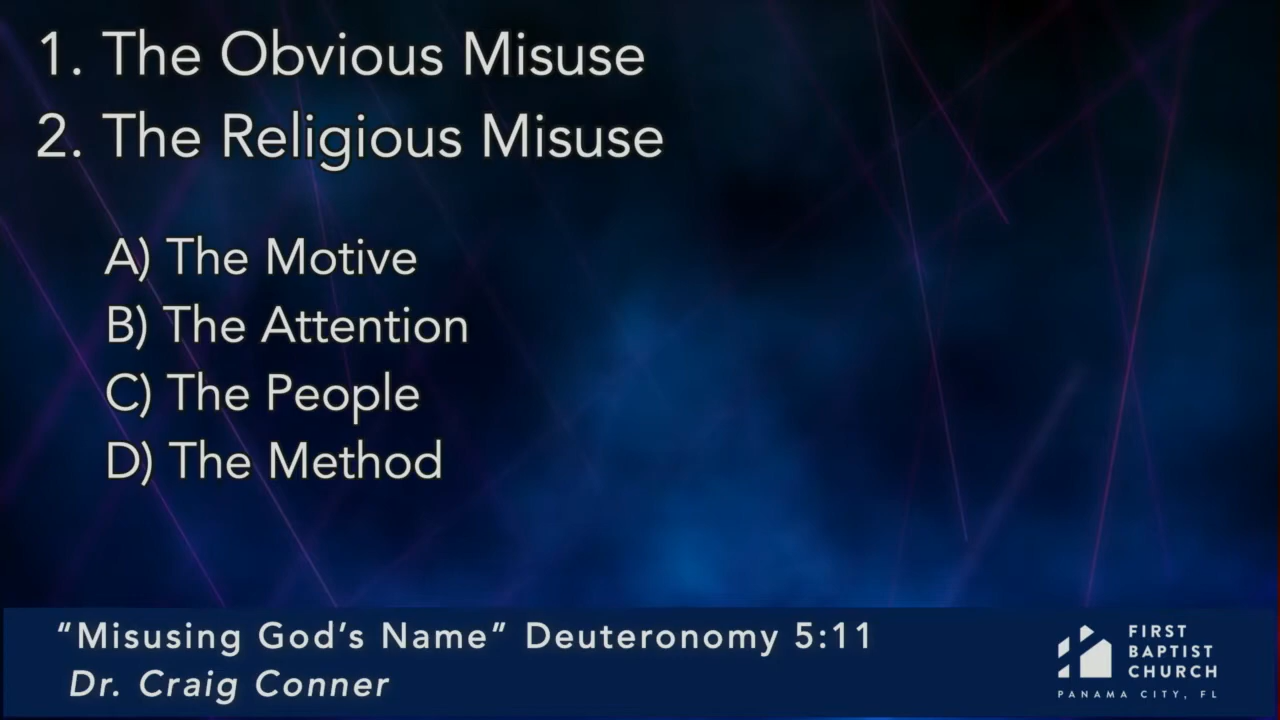 1. The Obvious Misuse
2. The Religious Misuse
A) The Motive
B) The Attention
C) The People
D) The Method
“Misusing God’s Name” Deuteronomy 5:11
Dr. Craig Conner
FIRST
BAPTIST
CHURCH
PANAMA CITY, FL